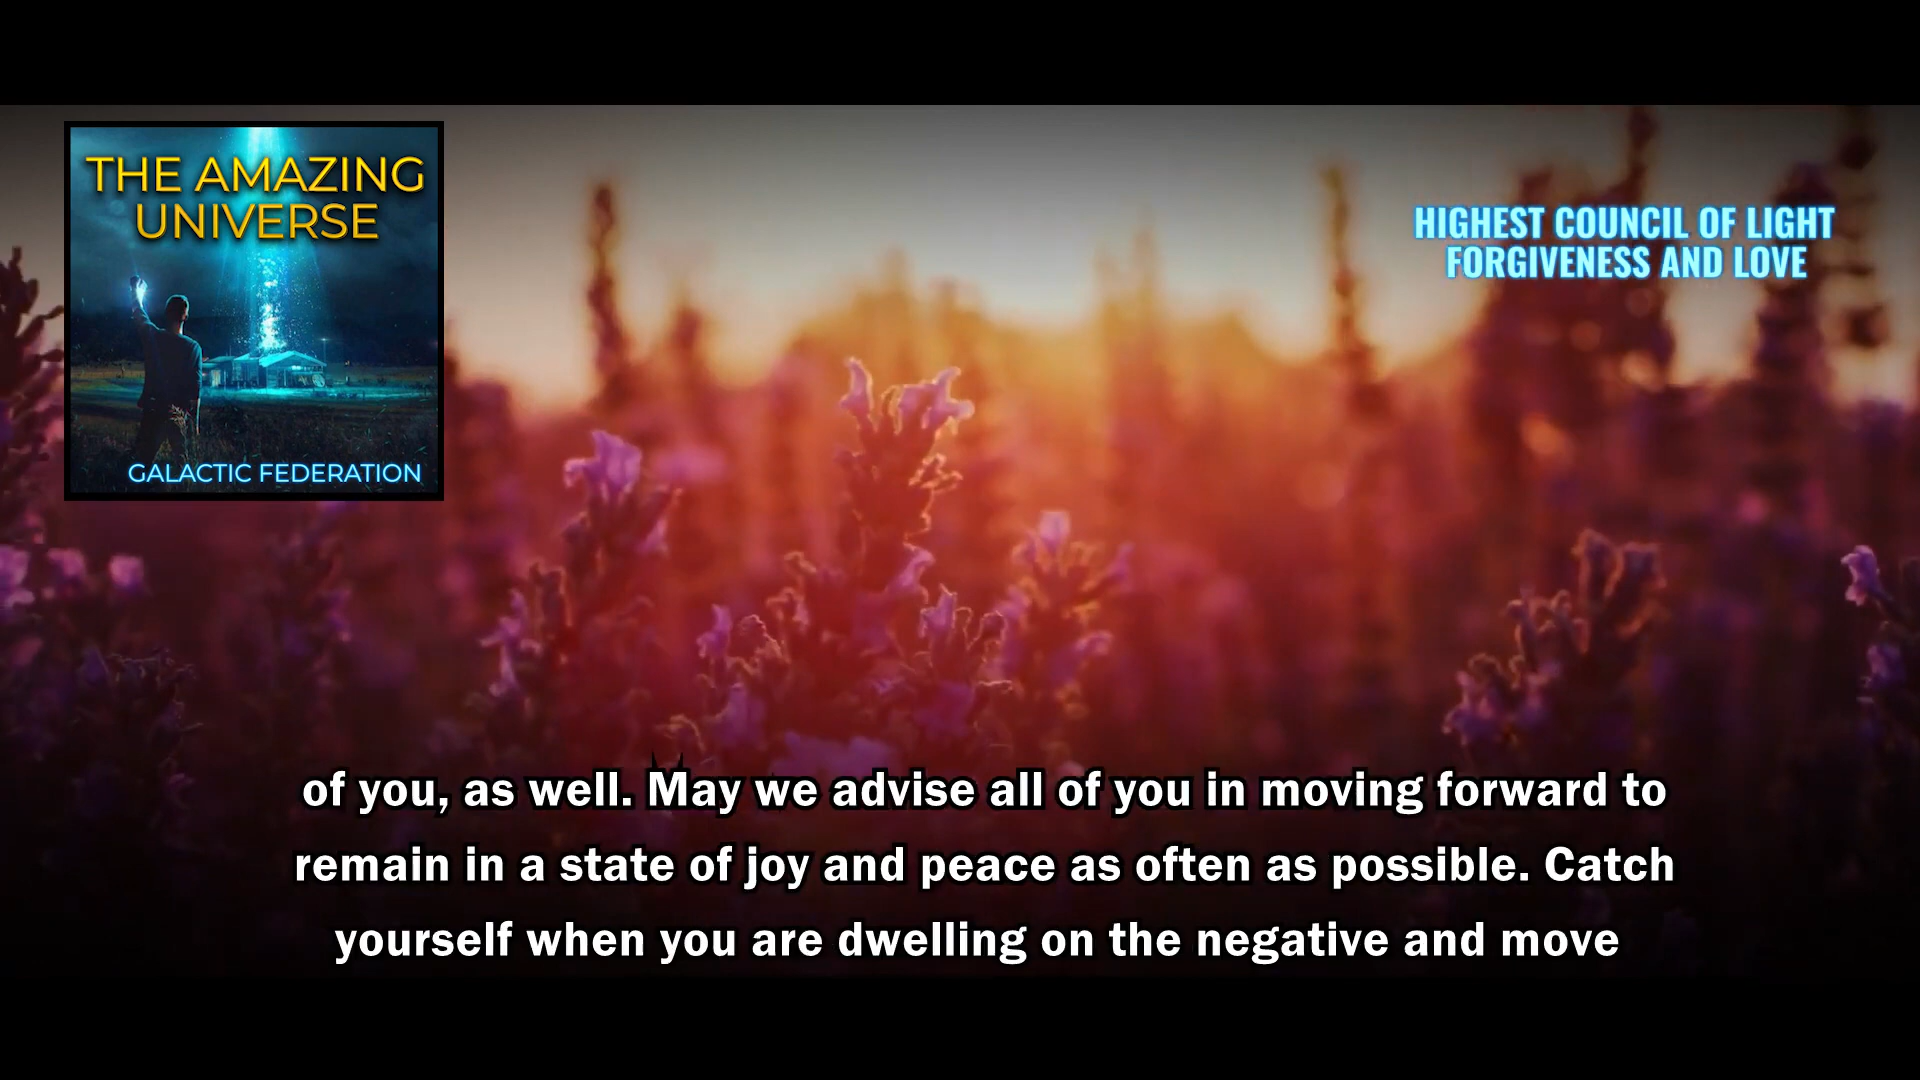 THE AMAZING
UNIVERSE
GALACTIC FEDERATION
HIGHEST COUNCIL OF LIGHT
FORGIVENESS AND LOVE
of you, as well. May we advise all of you in moving forward to
remain in a state of joy and peace as often as possible. Catch
yourself when you are dwelling on the negative and move